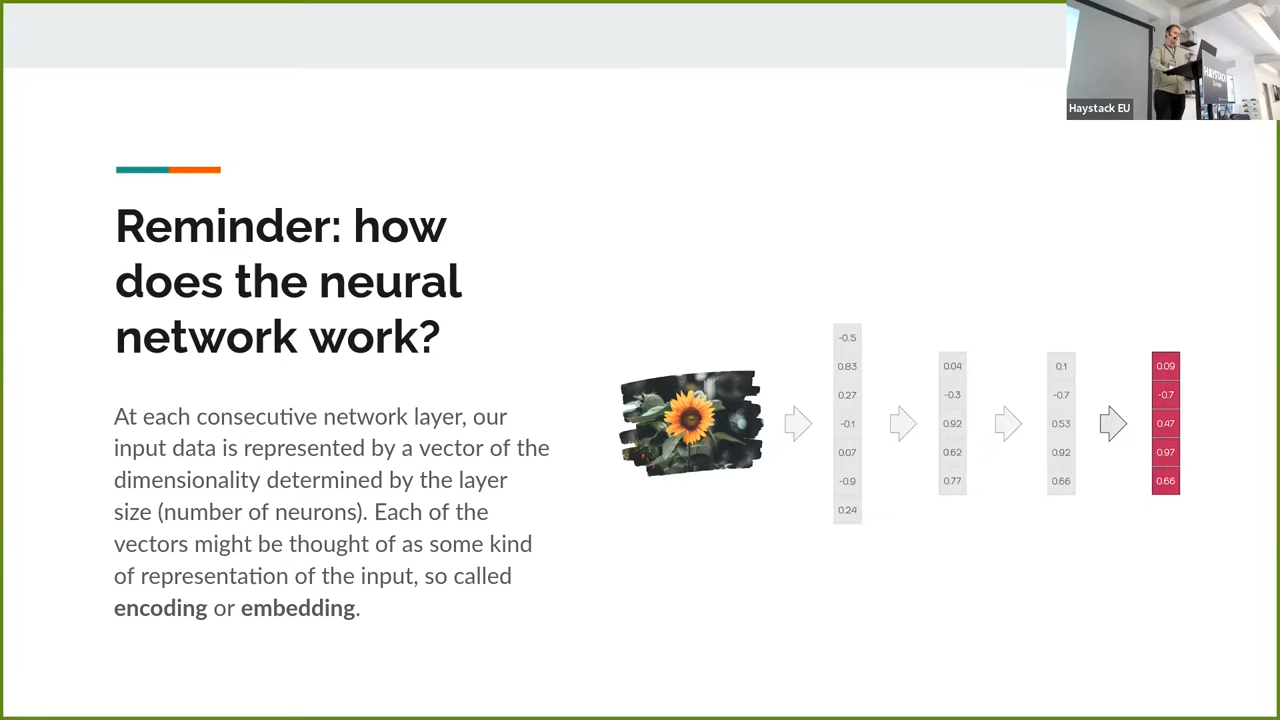 Haystack EU
HAYSTACK
Reminder: how
does the neural
network work?
At each consecutive network layer, our
input data is represented by a vector of the
dimensionality determined by the layer
size (number of neurons). Each of the
vectors might be thought of as some kind
of representation of the input, so called
encoding or embedding.
-0.5
0.83
0.27
-0.1
0.07
-0.9
0.24
0.04
-0.3
0.92
0.62
0.77
0.1
-0.7
0.53
0.92
0.66
0.09
-0.7
0.47
0.97
0.66